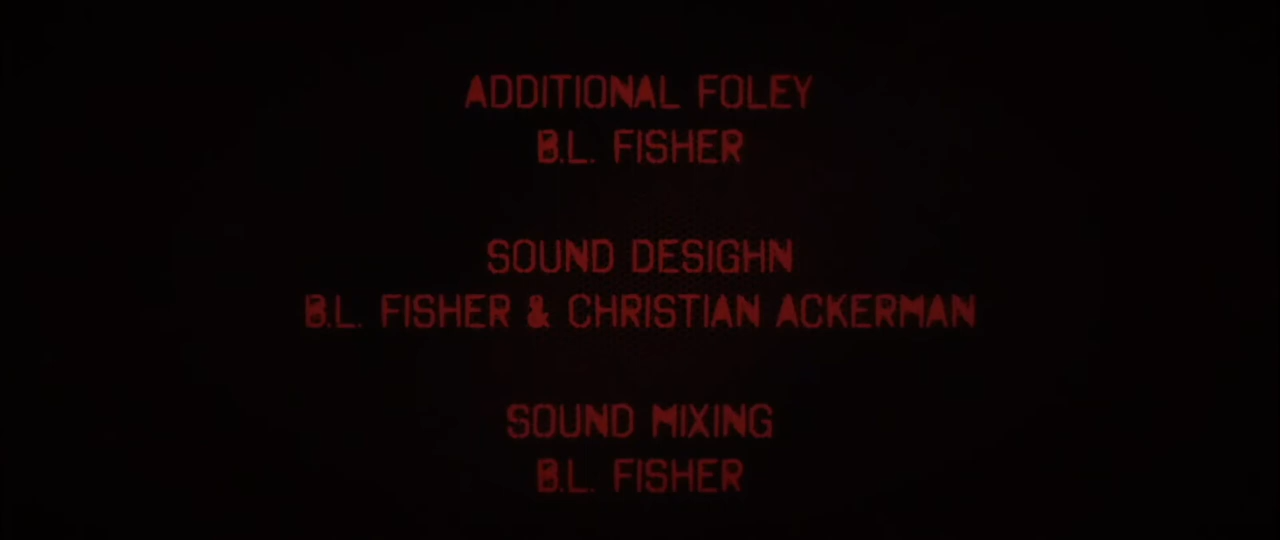 ADDITIONAL FOLEY
B.L. FISHER
SOUND DESIGHN
B.L. FISHER & CHRISTIAN ACKERMAN
SOUND MIXING
B.L. FISHER